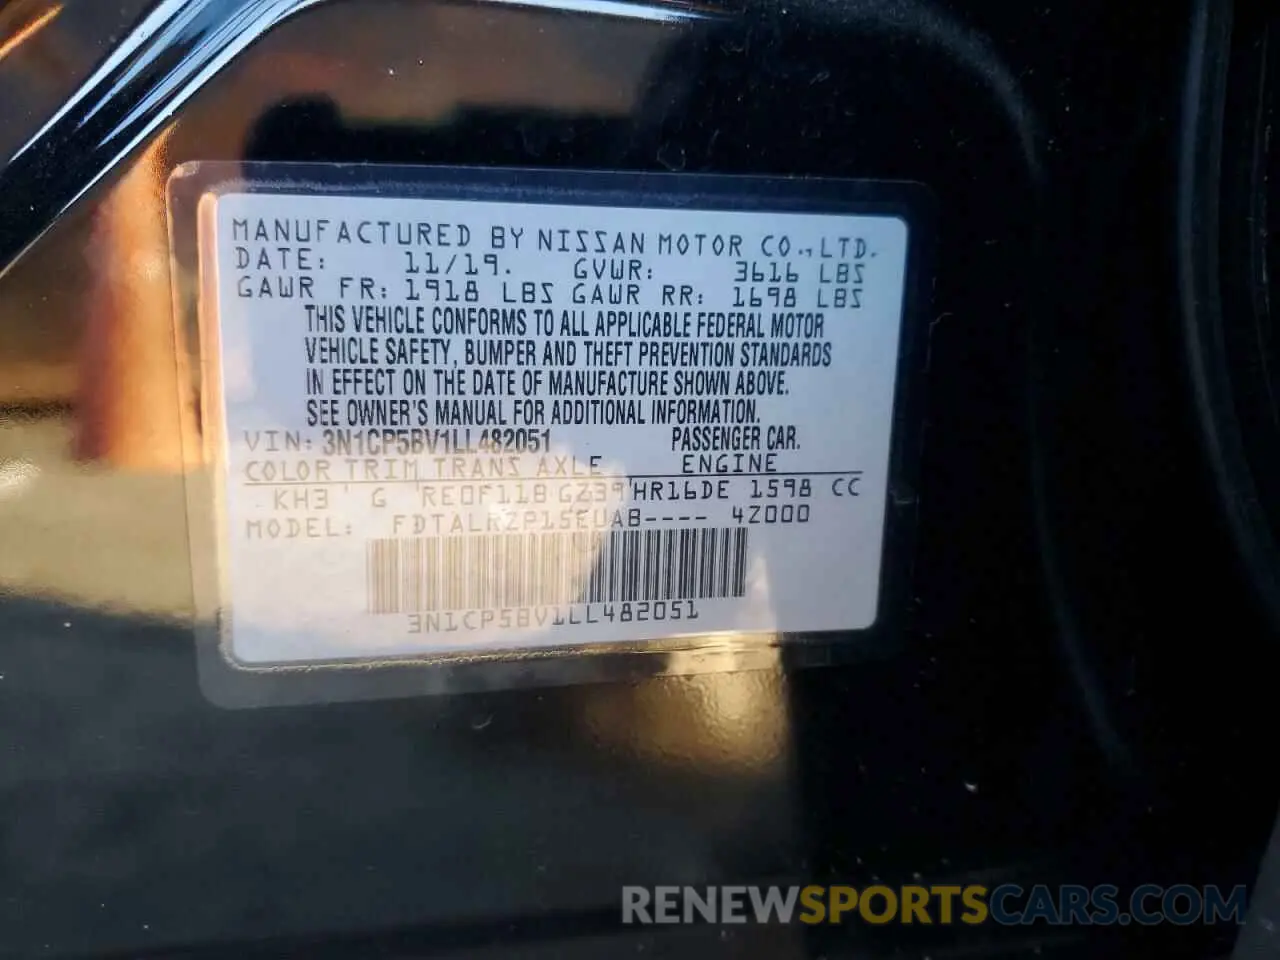 MANUFACTURED BY NISSAN MOTOR CO.,LTD.
DATE: 11/19. GVWR: 3616 LBS
GAWR FR: 1918 LBS GAWR RR: 1698 LBS
THIS VEHICLE CONFORMS TO ALL APPLICABLE FEDERAL MOTOR
VEHICLE SAFETY, BUMPER AND THEFT PREVENTION STANDARDS
IN EFFECT ON THE DATE OF MANUFACTURE SHOWN ABOVE.
SEE OWNER'S MANUAL FOR ADDITIONAL INFORMATION.
VIN: 3N1CP5BV1LL482051 PASSENGER CAR.
COLOR TRIM TRANS AXLE ENGINE
KH3 G RE0F11B GZ39 HR16DE 1598 CC
MODEL: FDTALRZP15EUAB---- 4Z000
3N1CP5BV1LL482051
RENEWSPORTSCARS.COM